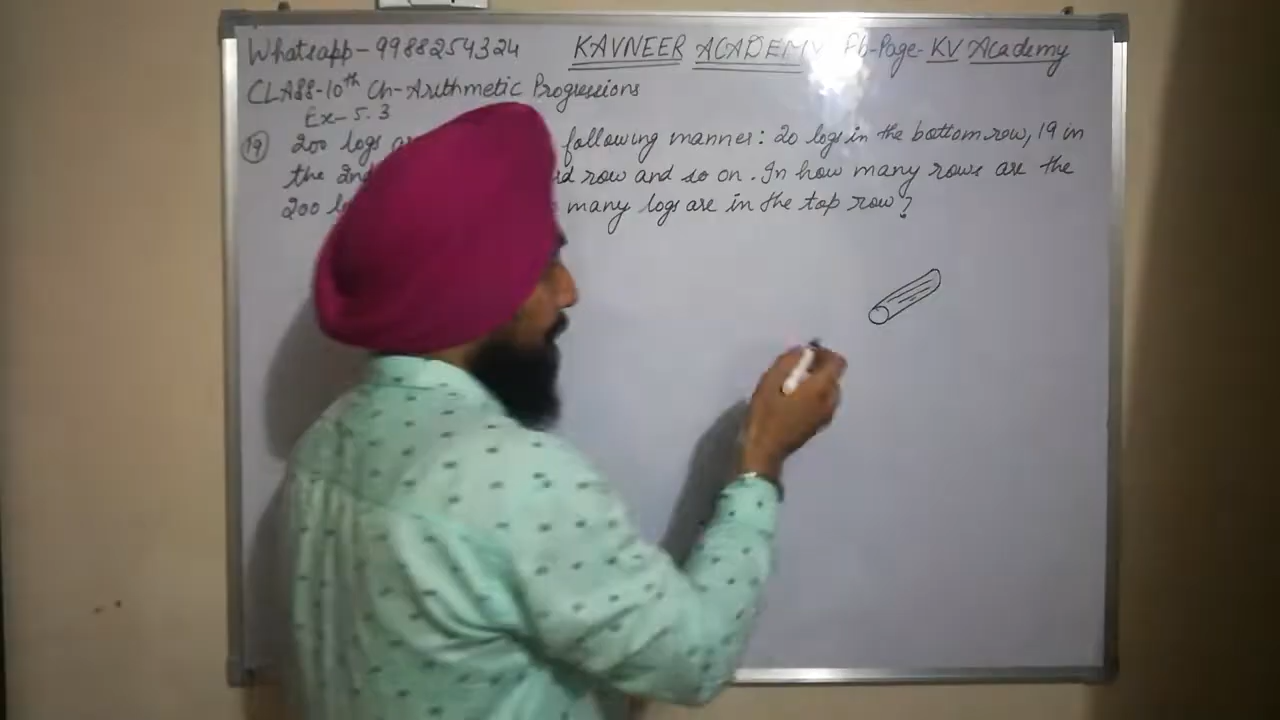 Whatsapp-9988254324 KAVNEER ACADEMY Fb-Page-KV Academy
CLASS-10th Ch-Arithmetic Progressions
Ex-5.3
19 200 logs following manner: 20 logs in the bottom row, 19 in
the 2nd row and so on. In how many rows are the
200 many logs are in the top row?